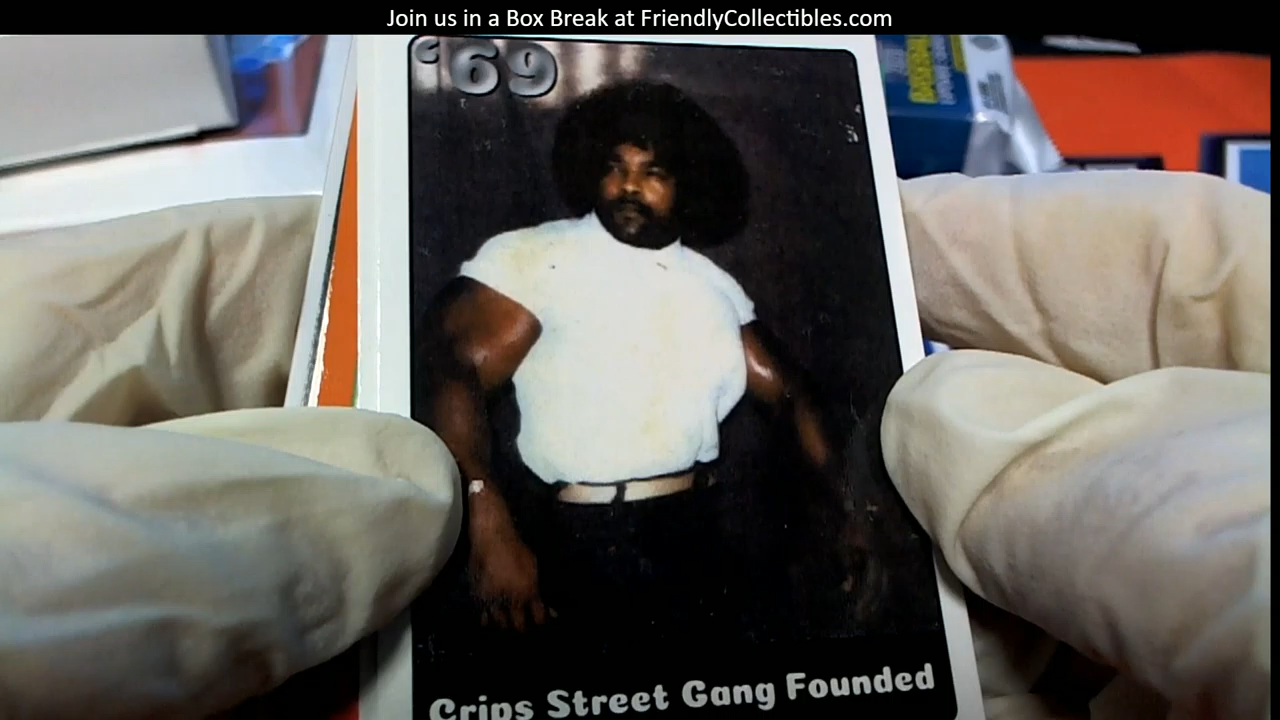 Join us in a Box Break at FriendlyCollectibles.com
'69
Crips Street Gang Founded